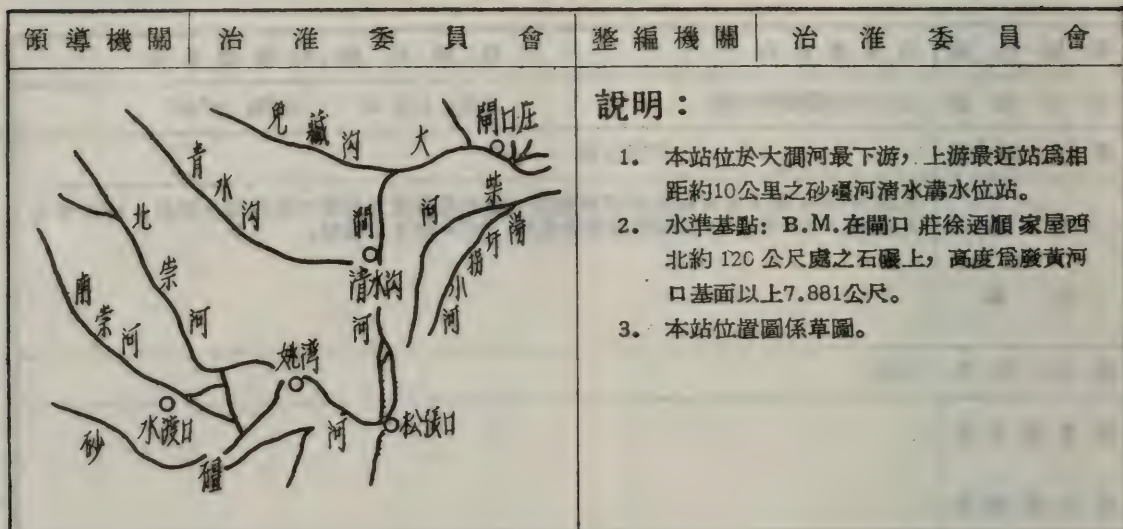 領導機關 治淮委員會 整編機關 治淮委員會
說明：
1. 本站位於大澗河最下游，上游最近站爲相
距約10公里之砂礓河清水溝水位站。
2. 水準基點：B.M.在閘口莊徐迺順家屋西
北約120公尺處之石碾上，高度爲廢黃河
口基面以上7.881公尺。
3. 本站位置圖係草圖。
閘口庄
大澗河
青水沟
清水沟
柴河
小河
北崇河
南崇河
姚湾
水渡口
松張口
砂礓河